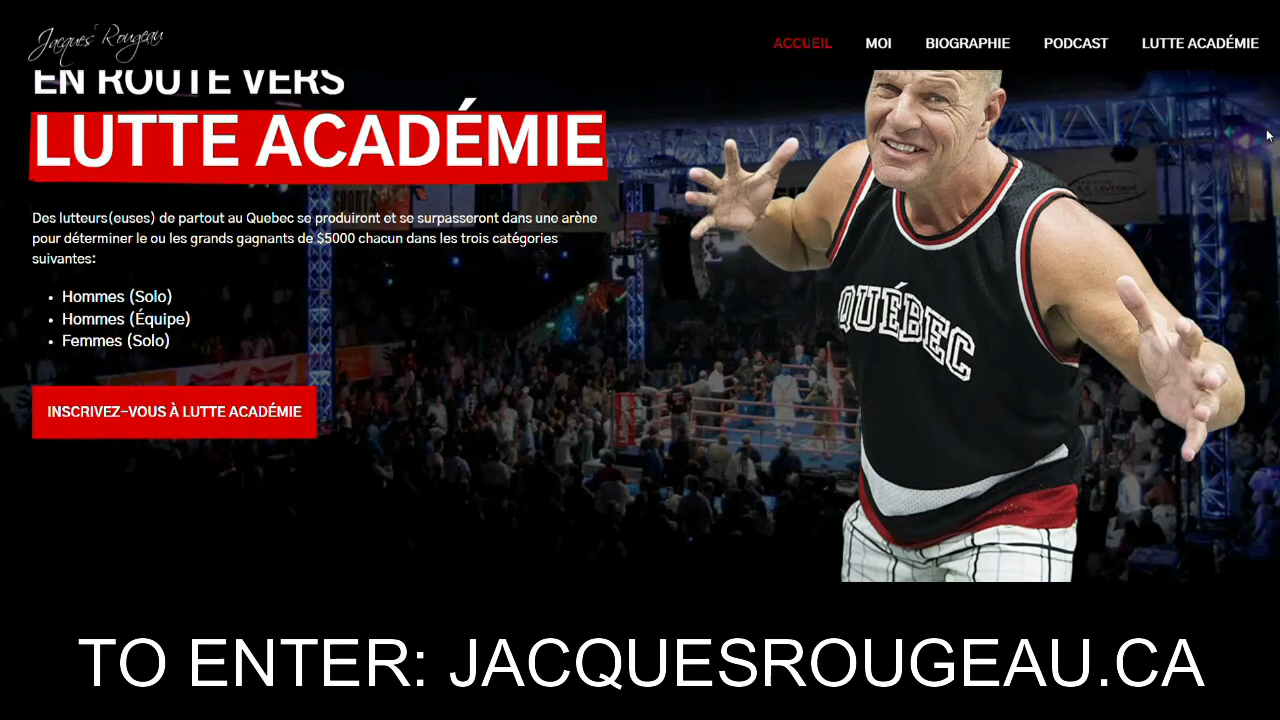 Jacques Rougeau
ACCUEIL MOI BIOGRAPHIE PODCAST LUTTE ACADÉMIE
EN ROUTE VERS
LUTTE ACADÉMIE
Des lutteurs(euses) de partout au Quebec se produiront et se surpasseront dans une arène
pour déterminer le ou les grands gagnants de $5000 chacun dans les trois catégories
suivantes:
• Hommes (Solo)
• Hommes (Équipe)
• Femmes (Solo)
INSCRIVEZ-VOUS À LUTTE ACADÉMIE
QUÉBEC
SPORTS
TO ENTER: JACQUESROUGEAU.CA